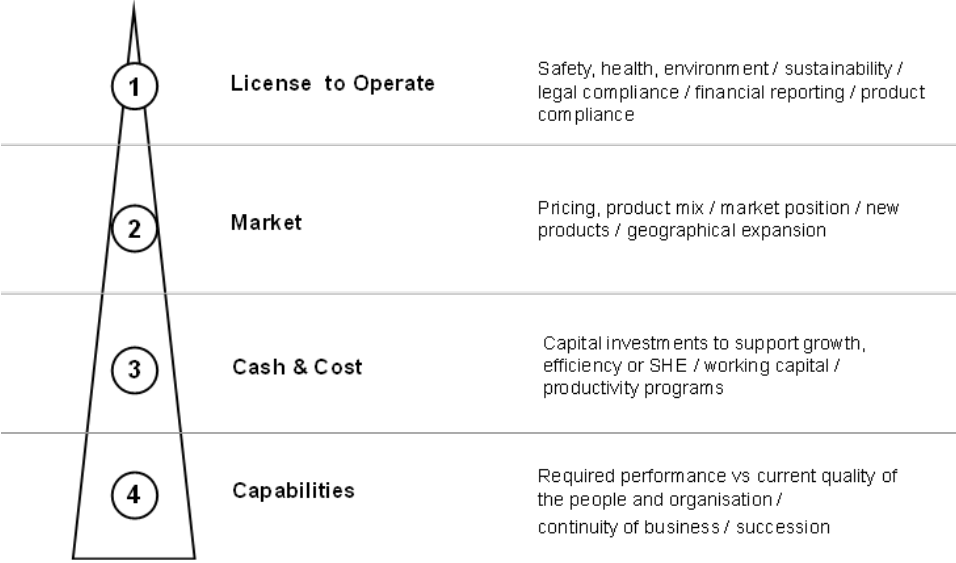 1
License to Operate
Safety, health, environment / sustainability /
legal compliance / financial reporting / product
compliance
2
Market
Pricing, product mix / market position / new
products / geographical expansion
3
Cash & Cost
Capital investments to support growth,
efficiency or SHE / working capital /
productivity programs
4
Capabilities
Required performance vs current quality of
the people and organisation /
continuity of business / succession